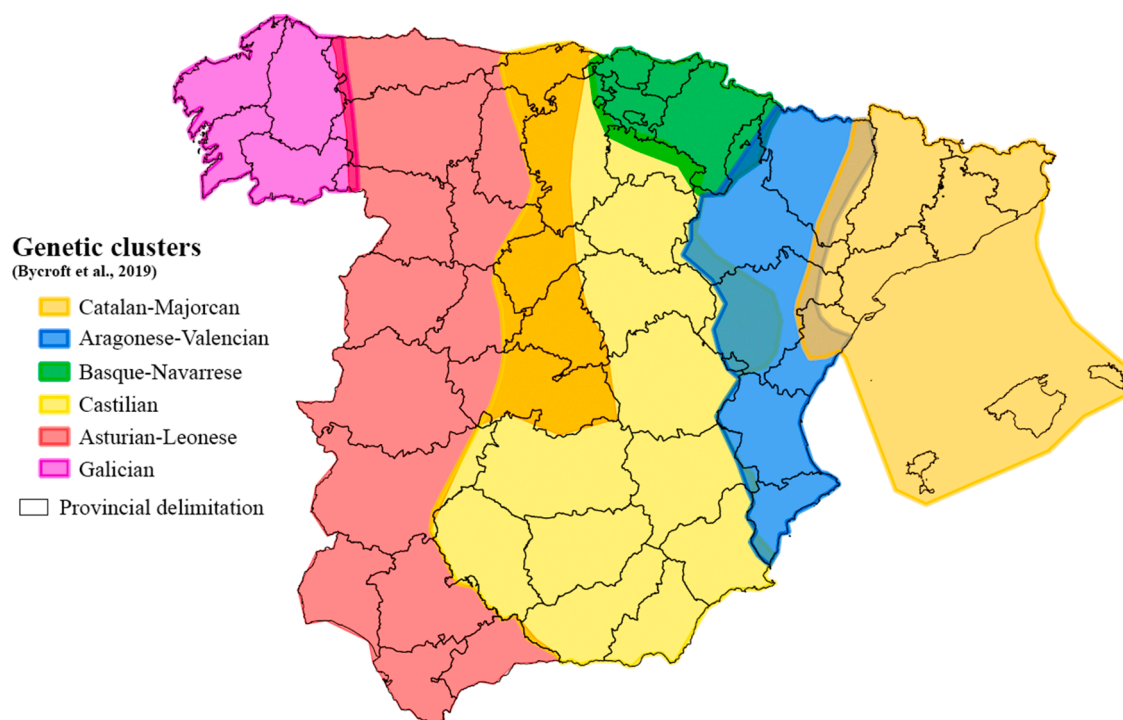 Genetic clusters
(Bycroft et al., 2019)
Catalan-Majorcan
Aragonese-Valencian
Basque-Navarrese
Castilian
Asturian-Leonese
Galician
Provincial delimitation